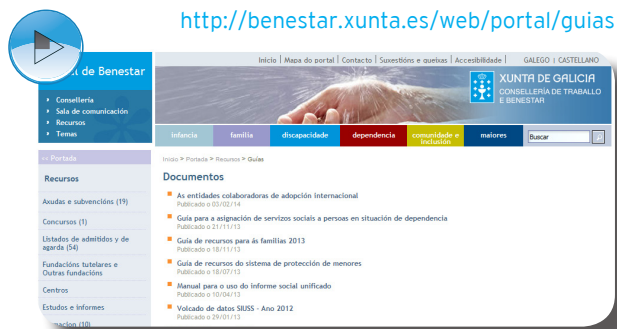 http://benestar.xunta.es/web/portal/guias
Inicio | Mapa do portal | Contacto | Suxestións e queixas | Accesibilidade | GALEGO | CASTELLANO
de Benestar
Consellería
Sala de comunicación
Recursos
Temas
XUNTA DE GALICIA
CONSELLERÍA DE TRABALLO
E BENESTAR
infancia familia discapacidade dependencia comunidade e inclusión maiores Buscar
>> Portada
Inicio > Portada > Recursos > Guías
Recursos
Documentos
Axudas e subvencións (19)
Concursos (1)
Listados de admitidos y de
agarda (54)
Fundacións tutelares e
Outras fundacións
Centros
Estudos e informes
(10)
As entidades colaboradoras de adopción internacional
Publicado o 03/02/14
Guía para a asignación de servizos sociais a persoas en situación de dependencia
Publicado o 21/11/13
Guía de recursos para ás familias 2013
Publicado o 18/11/13
Guía de recursos do sistema de protección de menores
Publicado o 18/07/13
Manual para o uso do informe social unificado
Publicado o 10/04/13
Volcado de datos SIUSS - Ano 2012
Publicado o 29/01/13